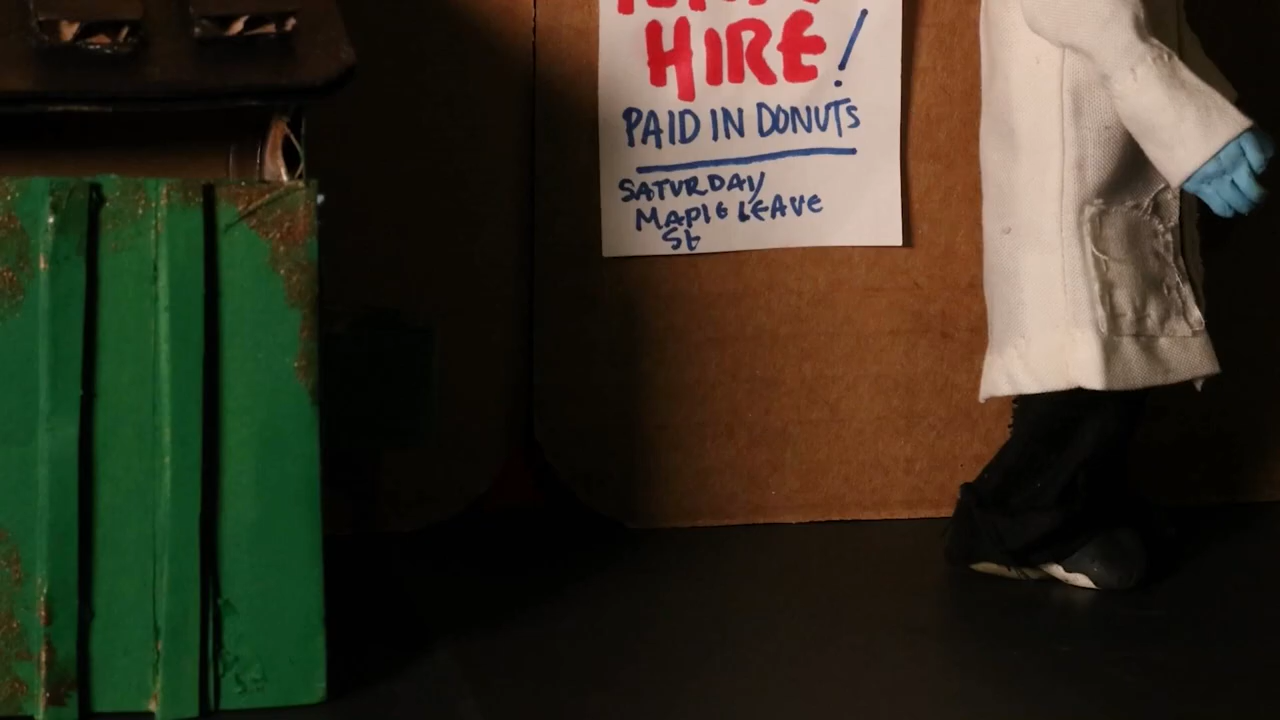 HIRE!
PAID IN DONUTS
SATURDAY
MAPLE LEAVE
St